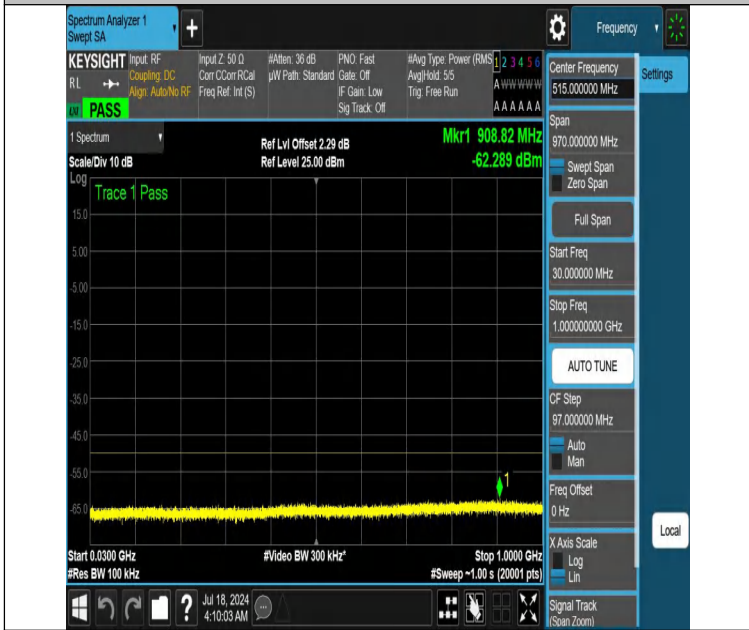 Spectrum Analyzer 1
Swept SA
Frequency
KEYSIGHT
RL
PASS
Input: RF
Coupling: DC
Align: Auto/No RF
Input Z: 50 Ω
Corr CCorr RCal
Freq Ref: Int (S)
#Atten: 36 dB
µW Path: Standard
PNO: Fast
Gate: Off
IF Gain: Low
Sig Track: Off
#Avg Type: Power (RMS
Avg|Hold: 5/5
Trig: Free Run
1 2 3 4 5 6
A W W W W W
A A A A A A
1 Spectrum
Scale/Div 10 dB
Ref Lvl Offset 2.29 dB
Ref Level 25.00 dBm
Mkr1 908.82 MHz
-62.289 dBm
Log
Trace 1 Pass
15.0
5.00
-5.00
-15.0
-25.0
-35.0
-45.0
-55.0
-65.0
1
Start 0.0300 GHz
#Res BW 100 kHz
#Video BW 300 kHz*
Stop 1.0000 GHz
#Sweep ~1.00 s (20001 pts)
Center Frequency
515.000000 MHz
Settings
Span
970.000000 MHz
Swept Span
Zero Span
Full Span
Start Freq
30.000000 MHz
Stop Freq
1.000000000 GHz
AUTO TUNE
CF Step
97.000000 MHz
Auto
Man
Freq Offset
0 Hz
X Axis Scale
Log
Lin
Local
Signal Track
(Span Zoom)
?
Jul 18, 2024
4:10:03 AM